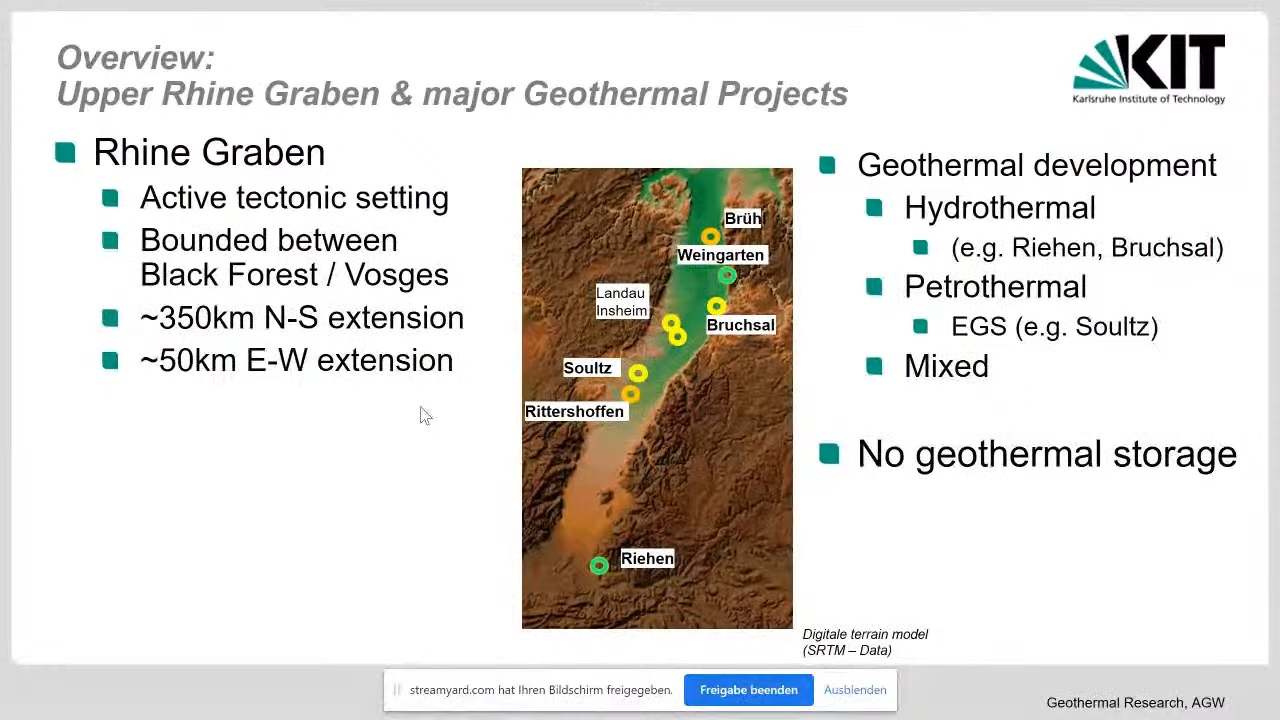 Overview:
Upper Rhine Graben & major Geothermal Projects
KIT
Karlsruhe Institute of Technology
Rhine Graben
Active tectonic setting
Bounded between
Black Forest / Vosges
~350km N-S extension
~50km E-W extension
Brühl
Weingarten
Landau
Insheim
Bruchsal
Soultz
Rittershoffen
Riehen
Digitale terrain model
(SRTM – Data)
Geothermal development
Hydrothermal
(e.g. Riehen, Bruchsal)
Petrothermal
EGS (e.g. Soultz)
Mixed
No geothermal storage
streamyard.com hat Ihren Bildschirm freigegeben.
Freigabe beenden
Ausblenden
Geothermal Research, AGW